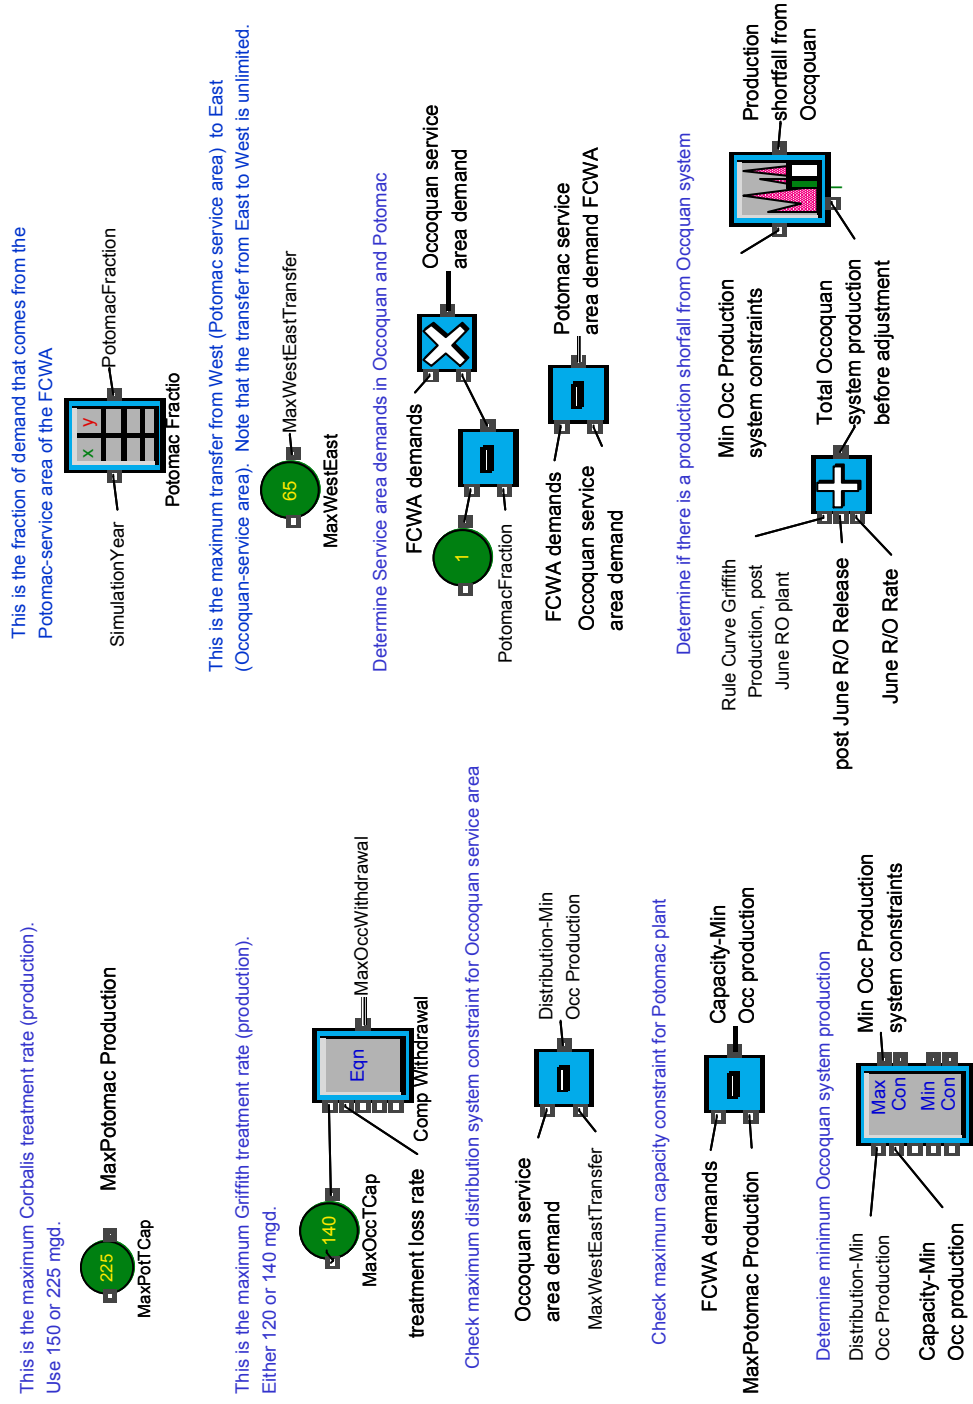 This is the maximum Corbalis treatment rate (production).
Use 150 or 225 mgd.
225
MaxPotTCap
MaxPotomac Production
This is the maximum Griffith treatment rate (production).
Either 120 or 140 mgd.
140
MaxOccTCap
treatment loss rate
Eqn
Comp Withdrawal
MaxOccWithdrawal
Check maximum distribution system constraint for Occoquan service area
Occoquan service
area demand
MaxWestEastTransfer
Distribution-Min
Occ Production
Check maximum capacity constraint for Potomac plant
FCWA demands
MaxPotomac Production
Capacity-Min
Occ production
Determine minimum Occoquan system production
Distribution-Min
Occ Production
Capacity-Min
Occ production
Max
Con
Min
Con
Min Occ Production
system constraints
This is the fraction of demand that comes from the
Potomac-service area of the FCWA
SimulationYear
x y
Potomac Fractio
PotomacFraction
This is the maximum transfer from West (Potomac service area) to East
(Occoquan-service area). Note that the transfer from East to West is unlimited.
65
MaxWestEast
MaxWestEastTransfer
Determine Service area demands in Occoquan and Potomac
FCWA demands
1
PotomacFraction
Occoquan service
area demand
FCWA demands
Occoquan service
area demand
Potomac service
area demand FCWA
Determine if there is a production shorfall from Occquan system
Rule Curve Griffith
Production, post
June RO plant
post June R/O Release
June R/O Rate
Min Occ Production
system constraints
Total Occoquan
system production
before adjustment
Production
shortfall from
Occqouan